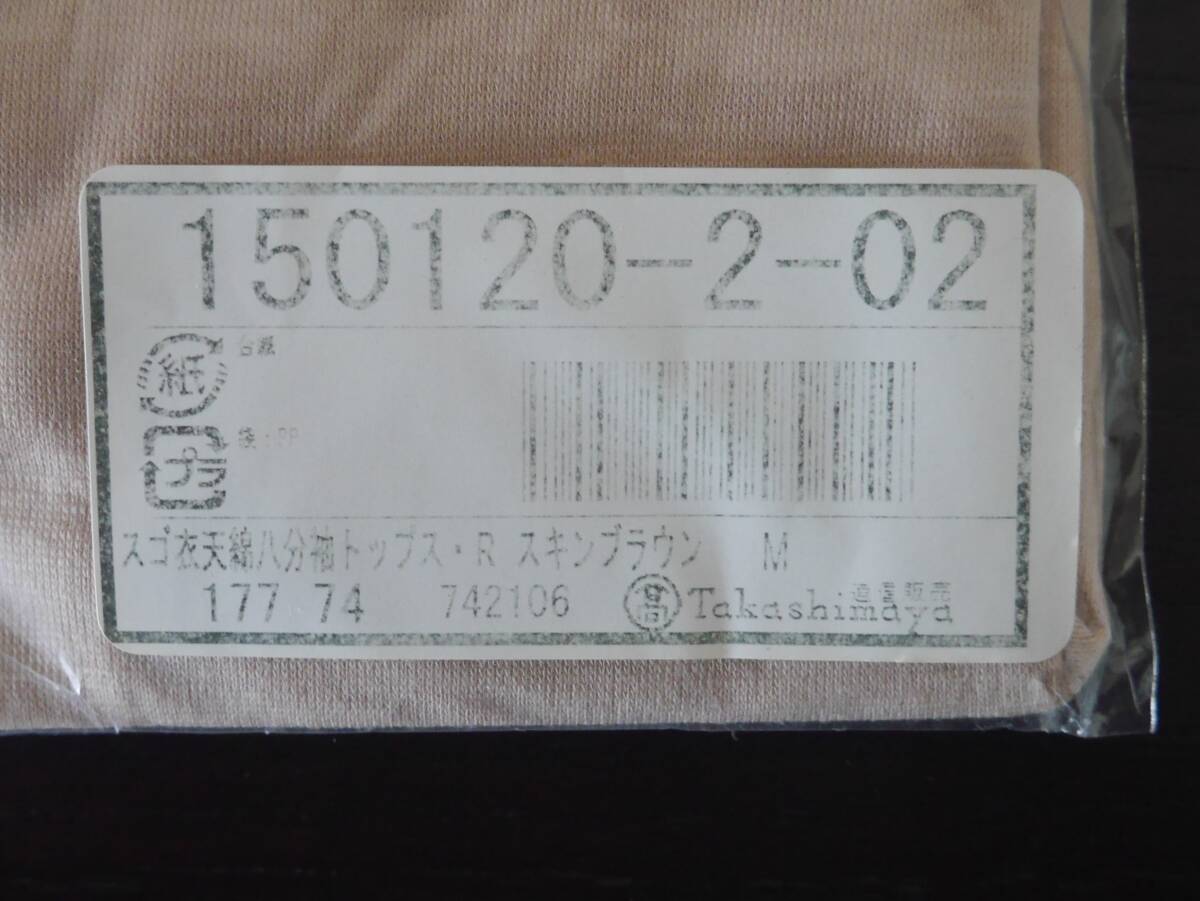 150120-2-02
紙 台紙
プラ 袋:PP
スゴ衣天綿八分袖トップス・R スキンブラウン M
177 74 742106 高 Takashimaya 通信販売